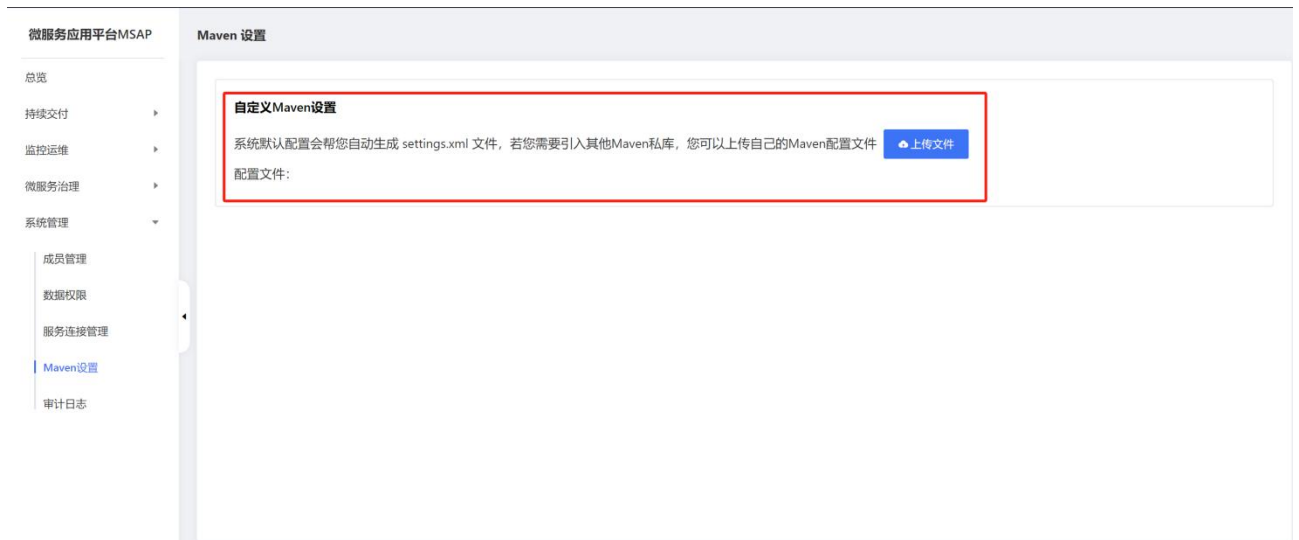 微服务应用平台MSAP
Maven 设置
总览
持续交付
监控运维
微服务治理
系统管理
成员管理
数据权限
服务连接管理
Maven设置
审计日志
自定义Maven设置
系统默认配置会帮您自动生成 settings.xml 文件，若您需要引入其他Maven私库，您可以上传自己的Maven配置文件 上传文件
配置文件：